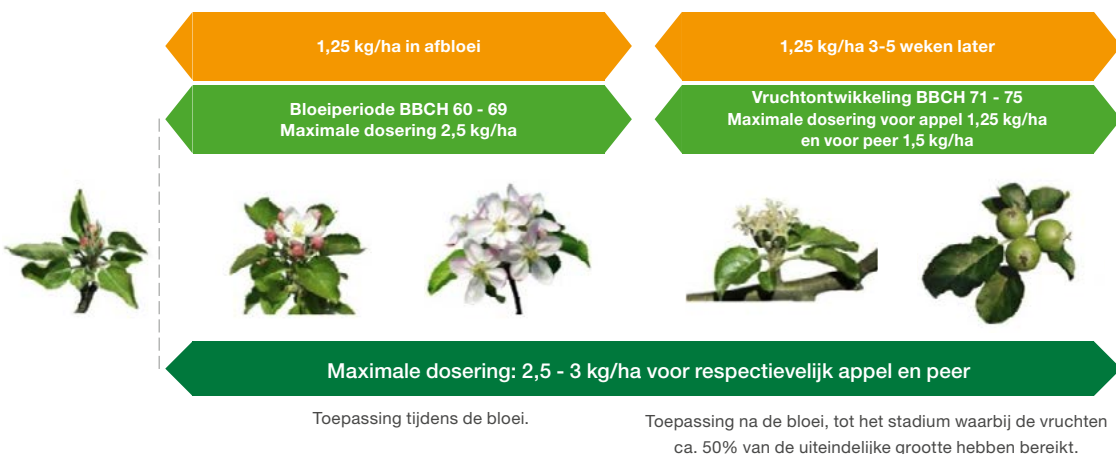 1,25 kg/ha in afbloei
1,25 kg/ha 3-5 weken later
Bloeiperiode BBCH 60 - 69
Maximale dosering 2,5 kg/ha
Vruchtontwikkeling BBCH 71 - 75
Maximale dosering voor appel 1,25 kg/ha
en voor peer 1,5 kg/ha
Maximale dosering: 2,5 - 3 kg/ha voor respectievelijk appel en peer
Toepassing tijdens de bloei.
Toepassing na de bloei, tot het stadium waarbij de vruchten
ca. 50% van de uiteindelijke grootte hebben bereikt.